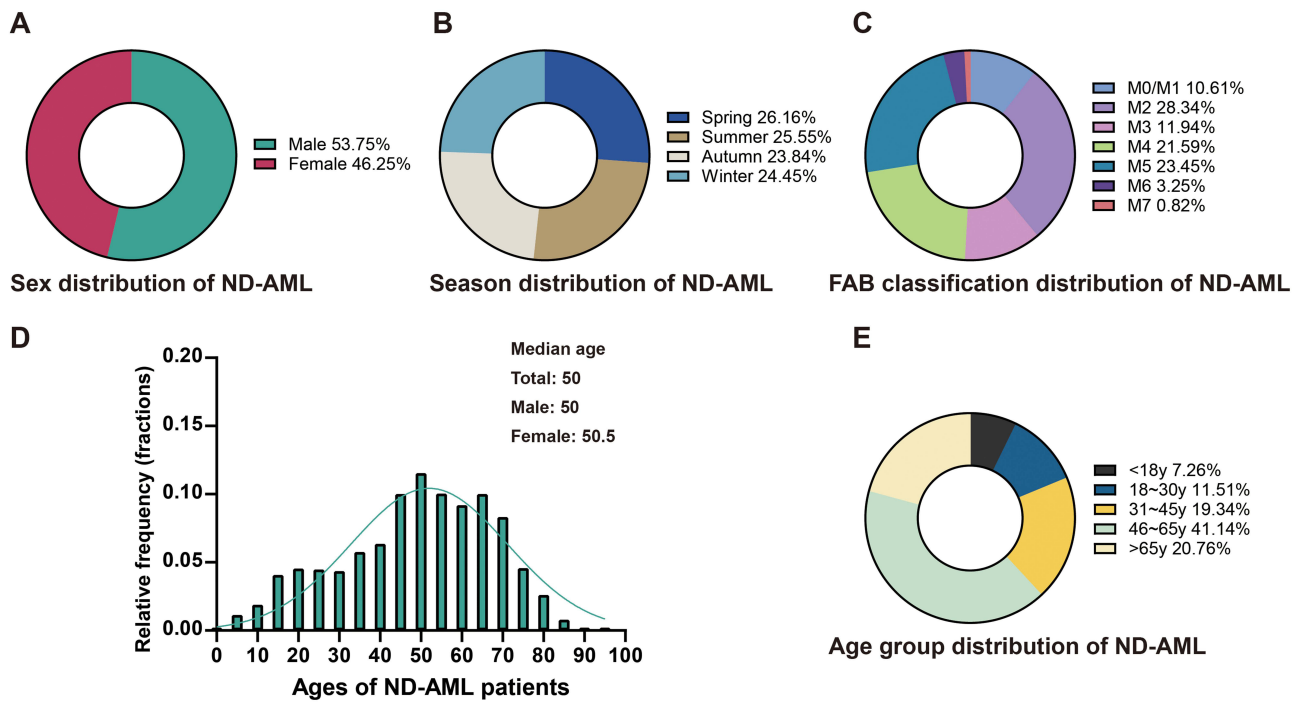 A
Male 53.75%
Female 46.25%
Sex distribution of ND-AML
B
Spring 26.16%
Summer 25.55%
Autumn 23.84%
Winter 24.45%
Season distribution of ND-AML
C
M0/M1 10.61%
M2 28.34%
M3 11.94%
M4 21.59%
M5 23.45%
M6 3.25%
M7 0.82%
FAB classification distribution of ND-AML
D
Median age
Total: 50
Male: 50
Female: 50.5
Relative frequency (fractions)
0.20
0.15
0.10
0.05
0.00
0 10 20 30 40 50 60 70 80 90 100
Ages of ND-AML patients
E
<18y 7.26%
18~30y 11.51%
31~45y 19.34%
46~65y 41.14%
>65y 20.76%
Age group distribution of ND-AML